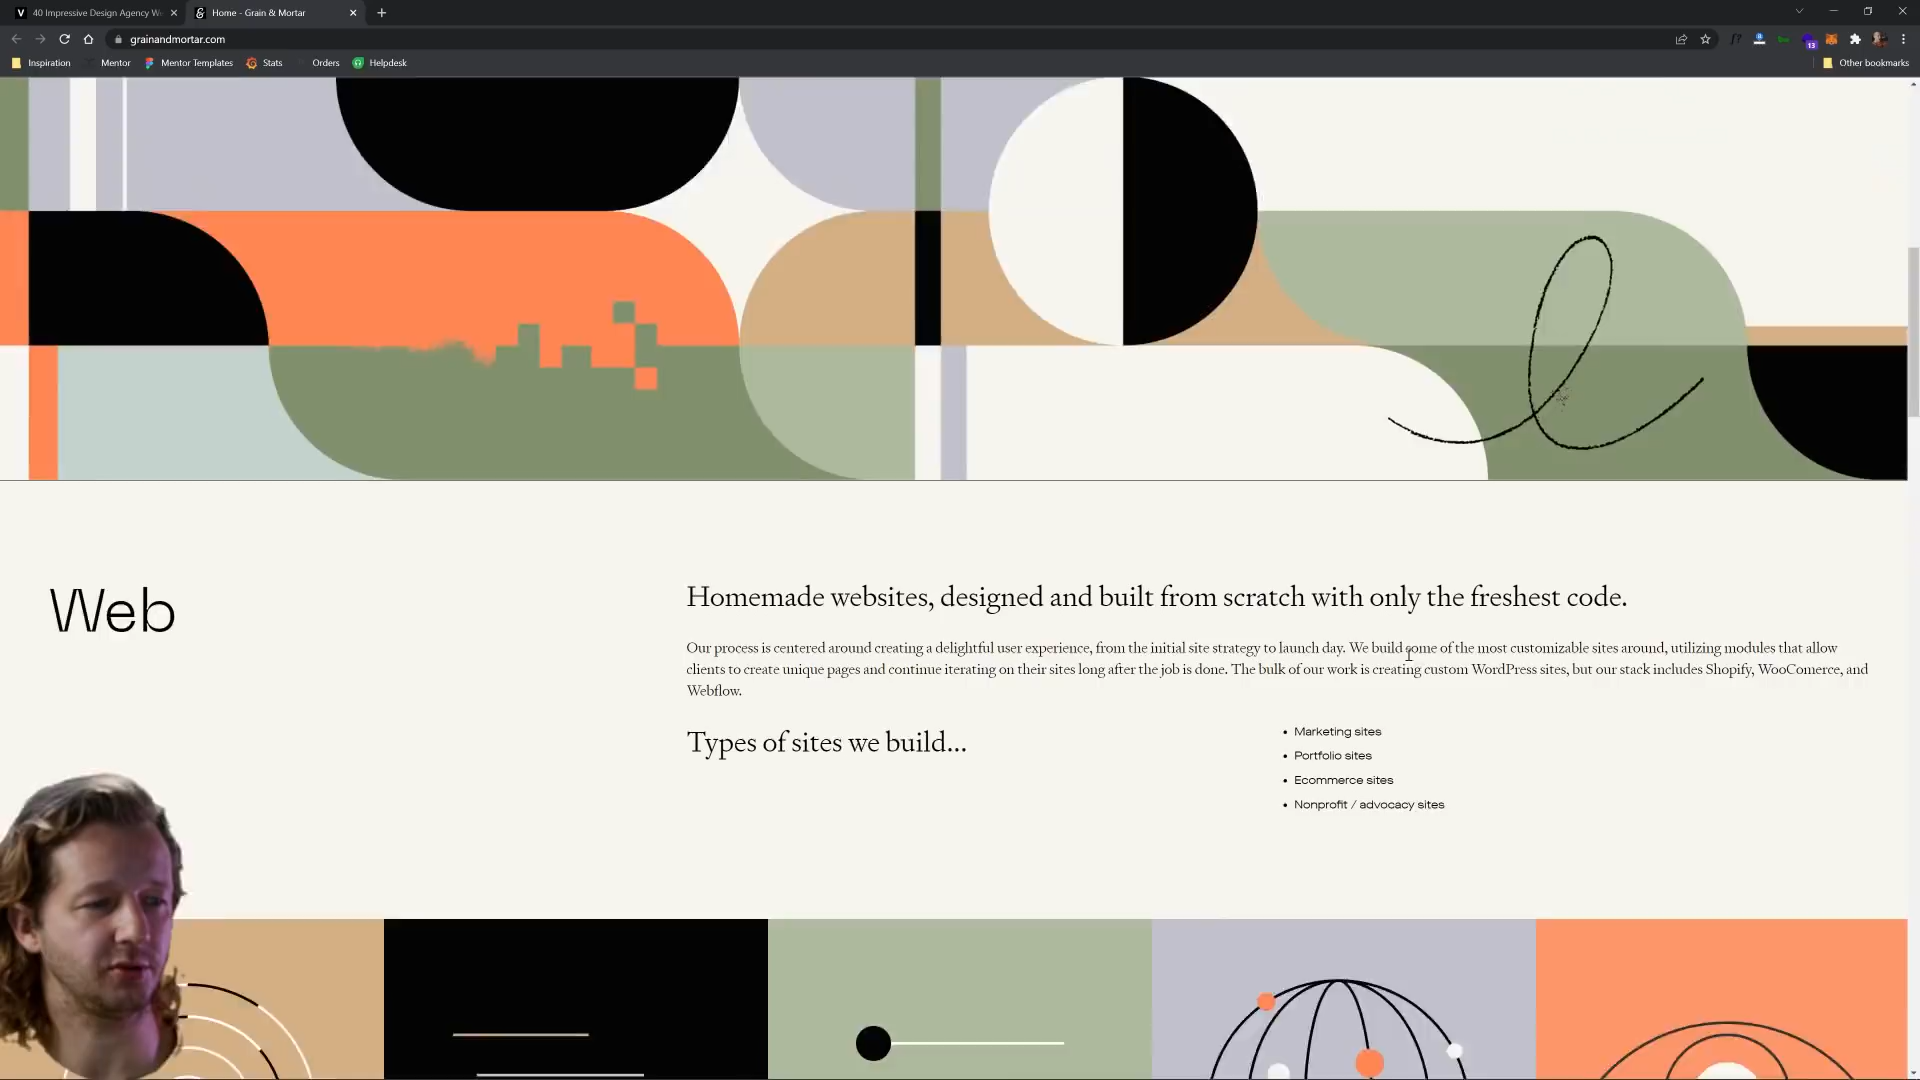 40 Impressive Design Agency W
Home - Grain & Mortar
grainandmortar.com
13
Inspiration
Mentor
Mentor Templates
Stats
Orders
Helpdesk
Other bookmarks
Web
Homemade websites, designed and built from scratch with only the freshest code.
Our process is centered around creating a delightful user experience, from the initial site strategy to launch day. We build some of the most customizable sites around, utilizing modules that allow
clients to create unique pages and continue iterating on their sites long after the job is done. The bulk of our work is creating custom WordPress sites, but our stack includes Shopify, WooComerce, and
Webflow.
Types of sites we build...
• Marketing sites
• Portfolio sites
• Ecommerce sites
• Nonprofit / advocacy sites